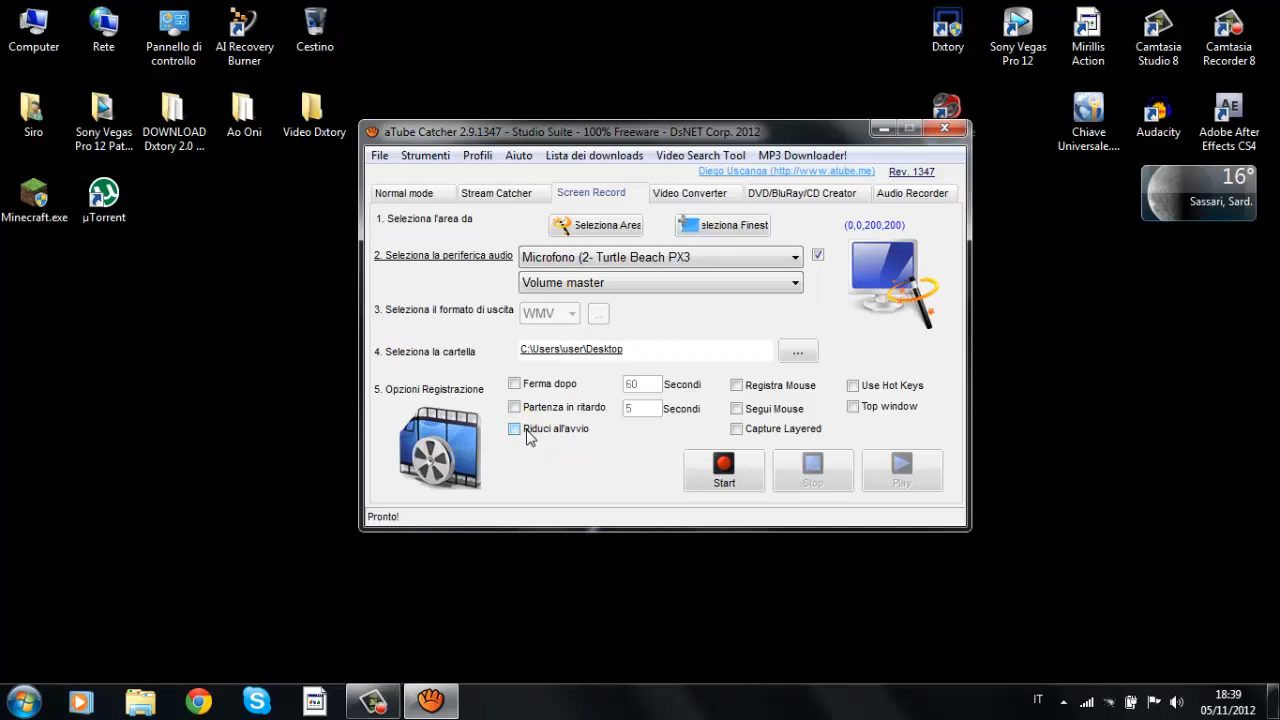 Computer
Rete
Pannello di
controllo
AI Recovery
Burner
Cestino
Dxtory
Sony Vegas
Pro 12
Mirillis
Action
Camtasia
Studio 8
Camtasia
Recorder 8
Siro
Sony Vegas
Pro 12 Pat...
DOWNLOAD
Dxtory 2.0 ...
Ao Oni
Video Dxtory
Chiave
Universale....
Audacity
Adobe After
Effects CS4
Minecraft.exe
µTorrent
16°
Sassari, Sard.
aTube Catcher 2.9.1347 - Studio Suite - 100% Freeware - DsNET Corp. 2012
File Strumenti Profili Aiuto Lista dei downloads Video Search Tool MP3 Downloader!
Diego Uscanga (http://www.atube.me) Rev. 1347
Normal mode Stream Catcher Screen Record Video Converter DVD/BluRay/CD Creator Audio Recorder
1. Seleziona l'area da
Seleziona Area
eleziona Finest
(0,0,200,200)
2. Seleziona la periferica audio
Microfono (2- Turtle Beach PX3
Volume master
3. Seleziona il formato di uscita
WMV
...
4. Seleziona la cartella
C:\Users\user\Desktop
...
5. Opzioni Registrazione
Ferma dopo 60 Secondi Registra Mouse Use Hot Keys
Partenza in ritardo 5 Secondi Segui Mouse Top window
Riduci all'avvio Capture Layered
Start Stop Play
Pronto!
IT
18:39
05/11/2012